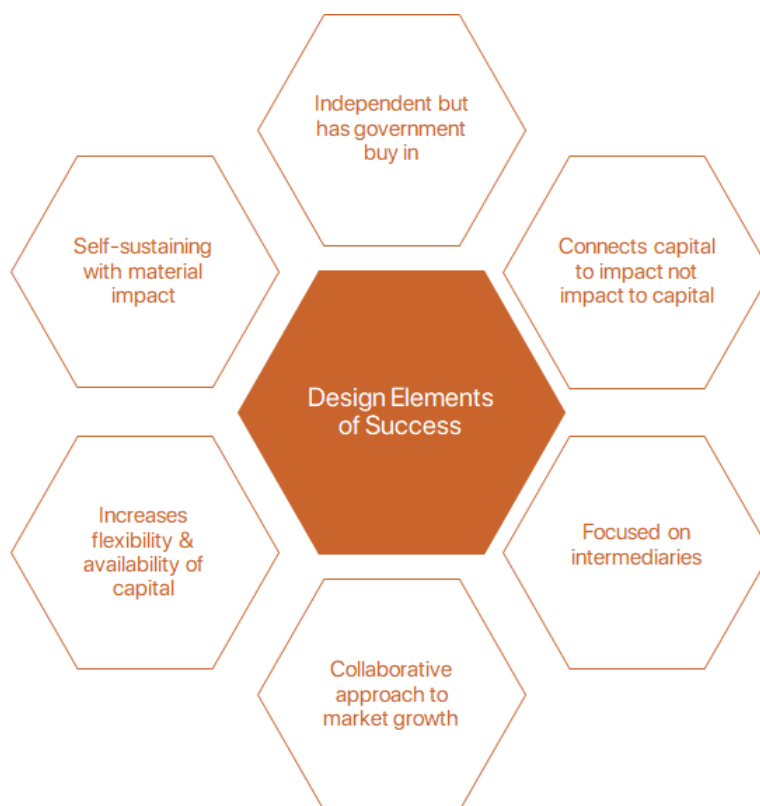 Independent but
has government
buy in
Self-sustaining
with material
impact
Connects capital
to impact not
impact to capital
Design Elements
of Success
Increases
flexibility &
availability of
capital
Focused on
intermediaries
Collaborative
approach to
market growth